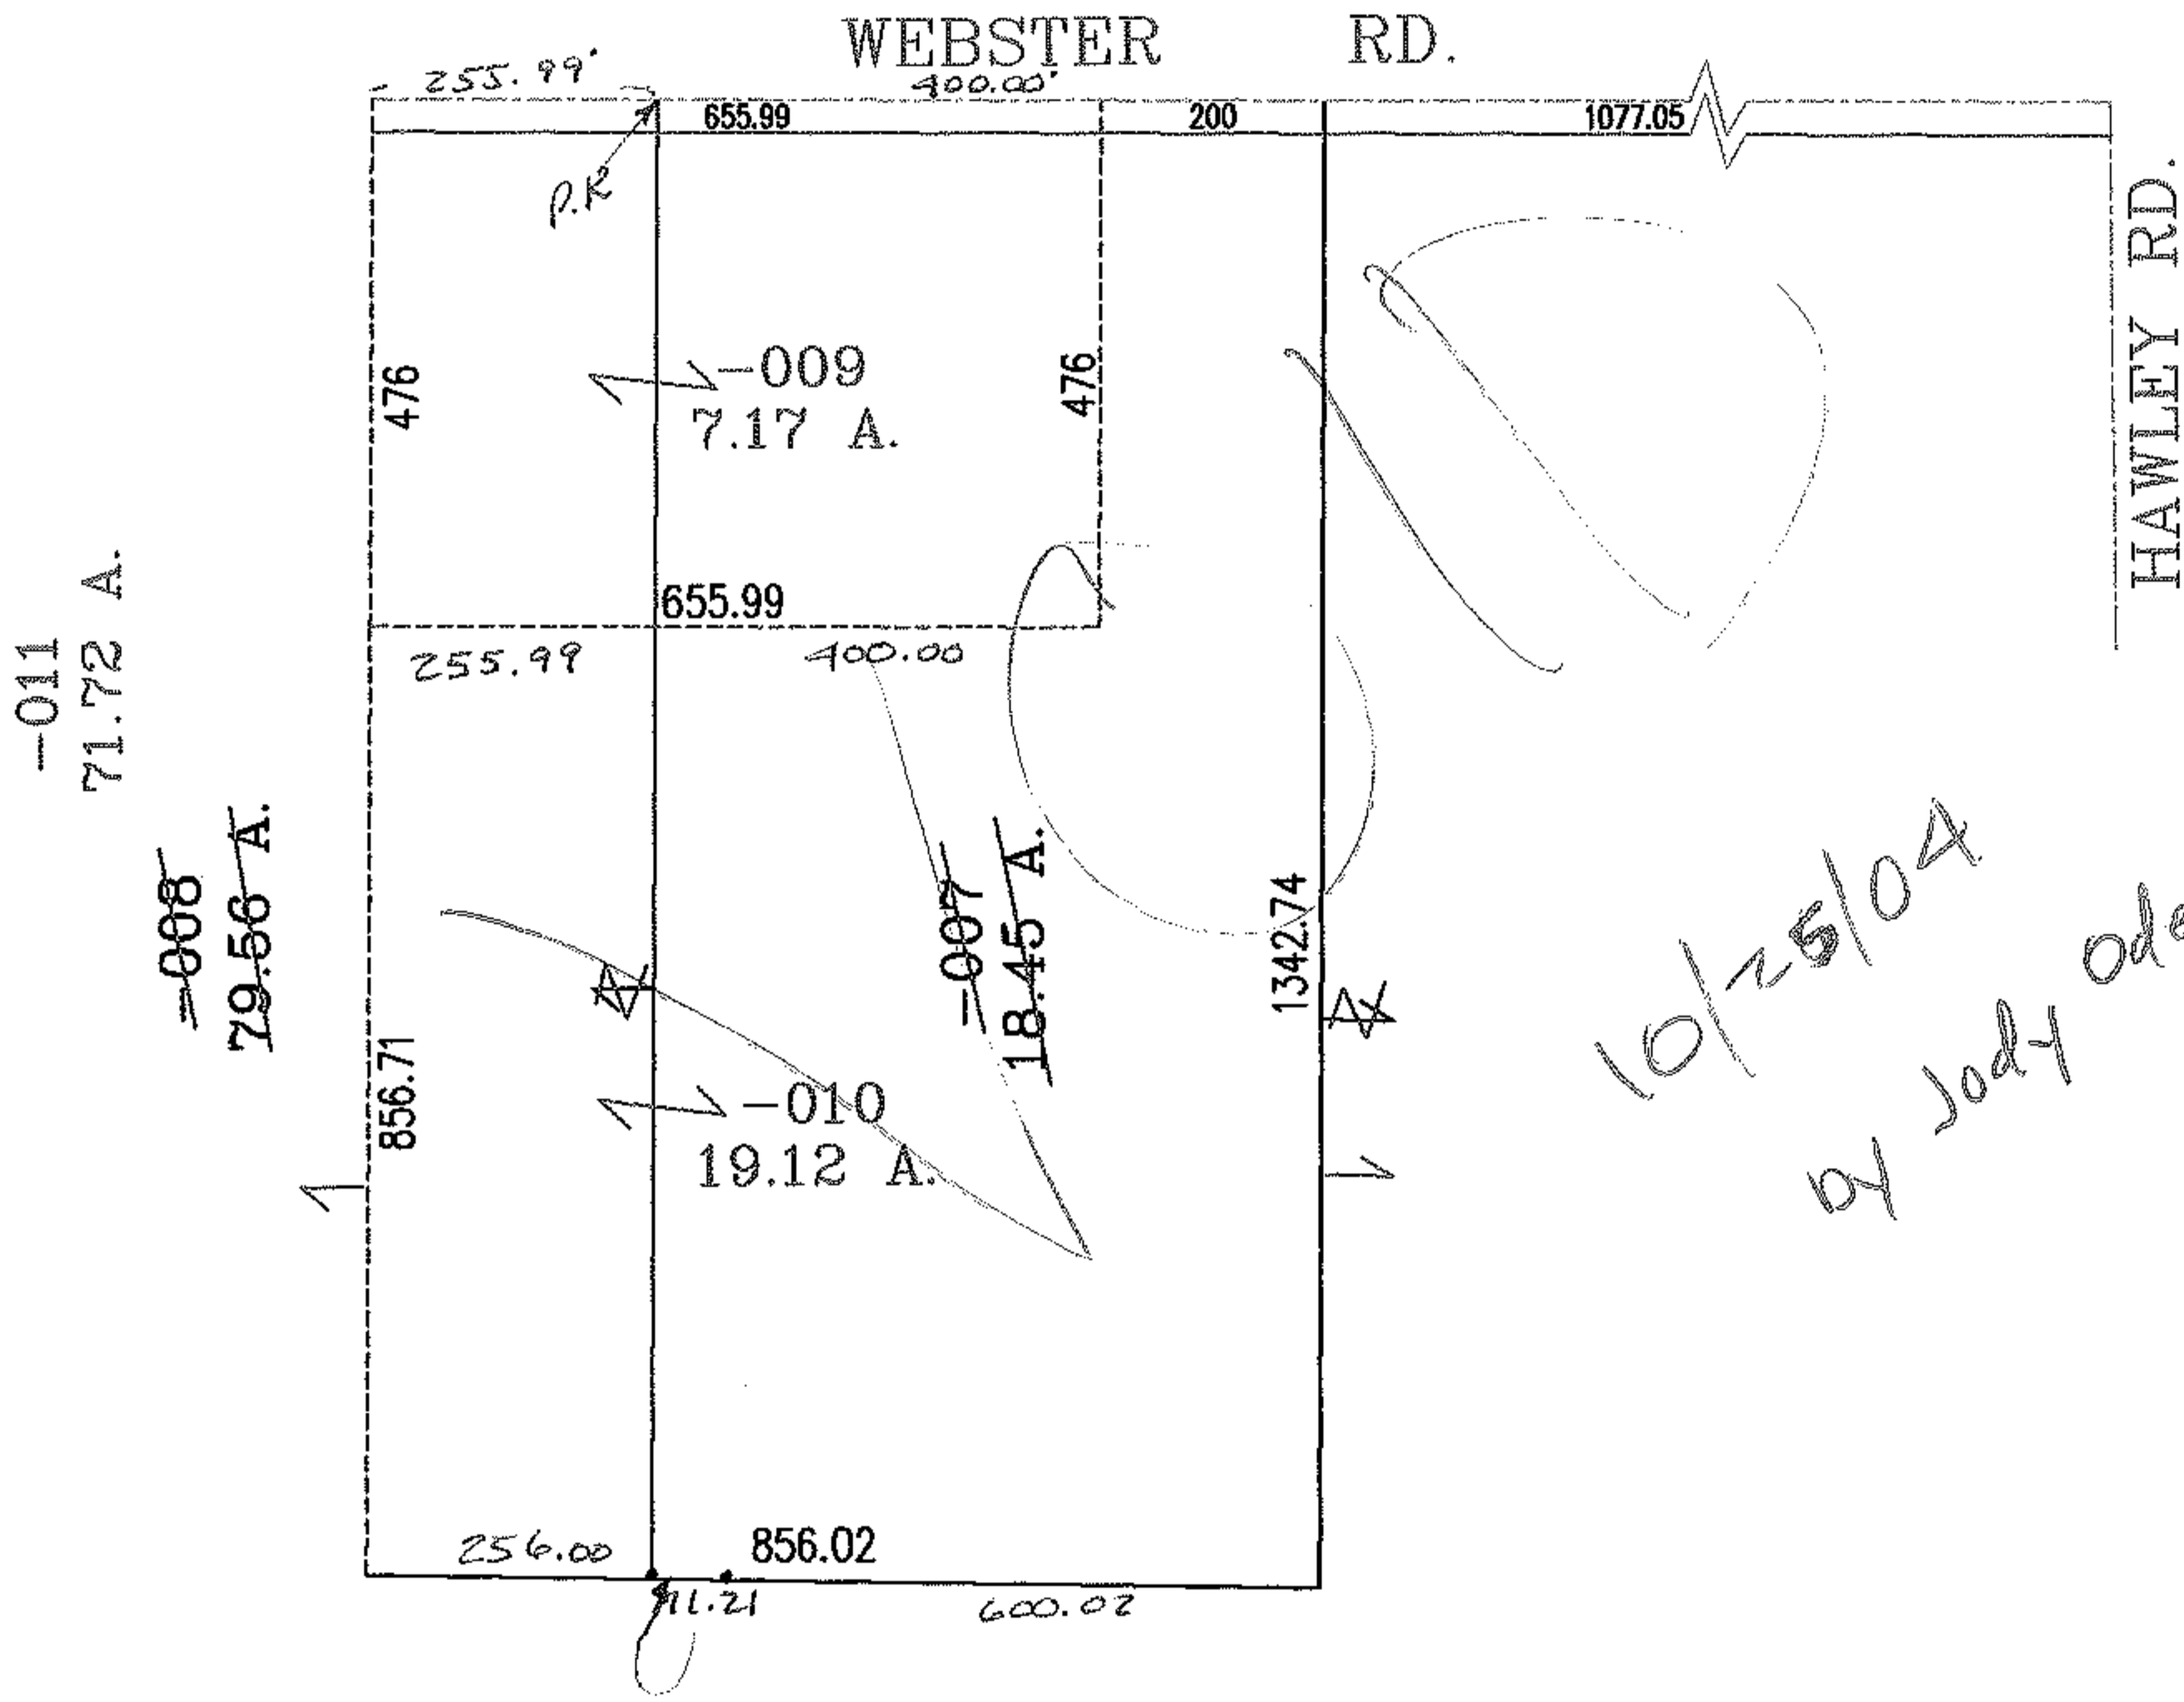 WEBSTER RD.
255.99'
400.00'
655.99
200
1077.05
P.K
HAWLEY RD.
476
-009
7.17 A.
476
655.99
255.99
400.00
-011
71.72 A.
-008
79.56 A.
-007
18.45 A.
1342.74
10/25/04
by Jody
856.71
-010
19.12 A.
256.00
856.02
600.02